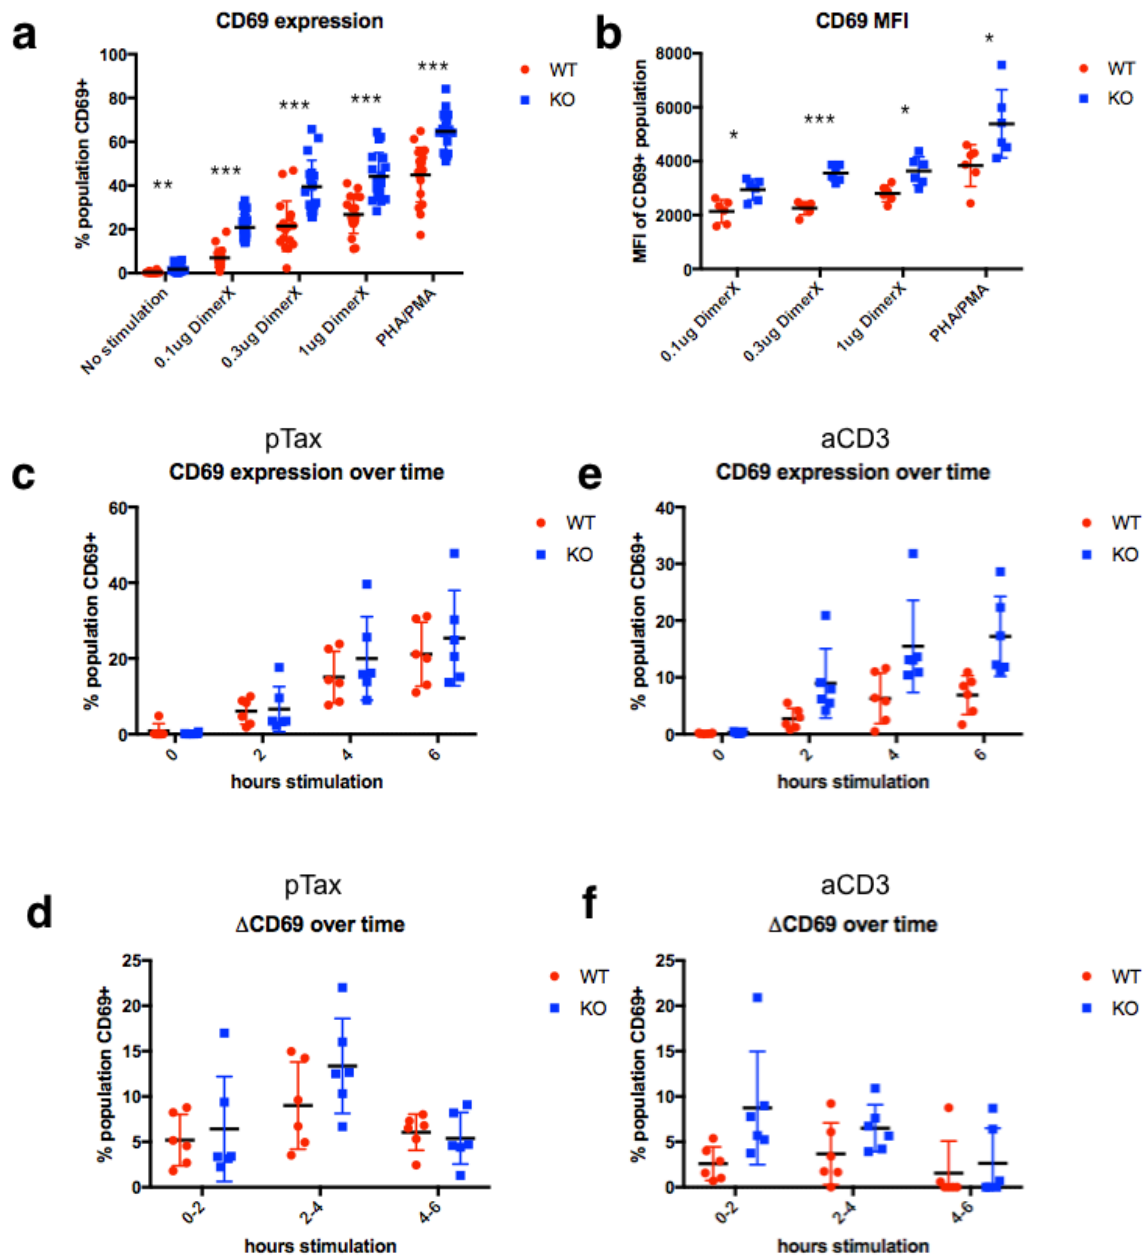 a
CD69 expression
% population CD69+
100
80
60
40
20
0
**
***
***
***
***
No stimulation
0.1ug DimerX
0.3ug DimerX
1ug DimerX
PHA/PMA
WT
KO
b
CD69 MFI
MFI of CD69+ population
8000
6000
4000
2000
0
*
***
*
*
0.1ug DimerX
0.3ug DimerX
1ug DimerX
PHA/PMA
WT
KO
c
pTax
CD69 expression over time
% population CD69+
60
40
20
0
0
2
4
6
hours stimulation
WT
KO
e
aCD3
CD69 expression over time
% population CD69+
40
30
20
10
0
0
2
4
6
hours stimulation
WT
KO
d
pTax
ΔCD69 over time
% population CD69+
25
20
15
10
5
0
0-2
2-4
4-6
hours stimulation
WT
KO
f
aCD3
ΔCD69 over time
% population CD69+
25
20
15
10
5
0
0-2
2-4
4-6
hours stimulation
WT
KO